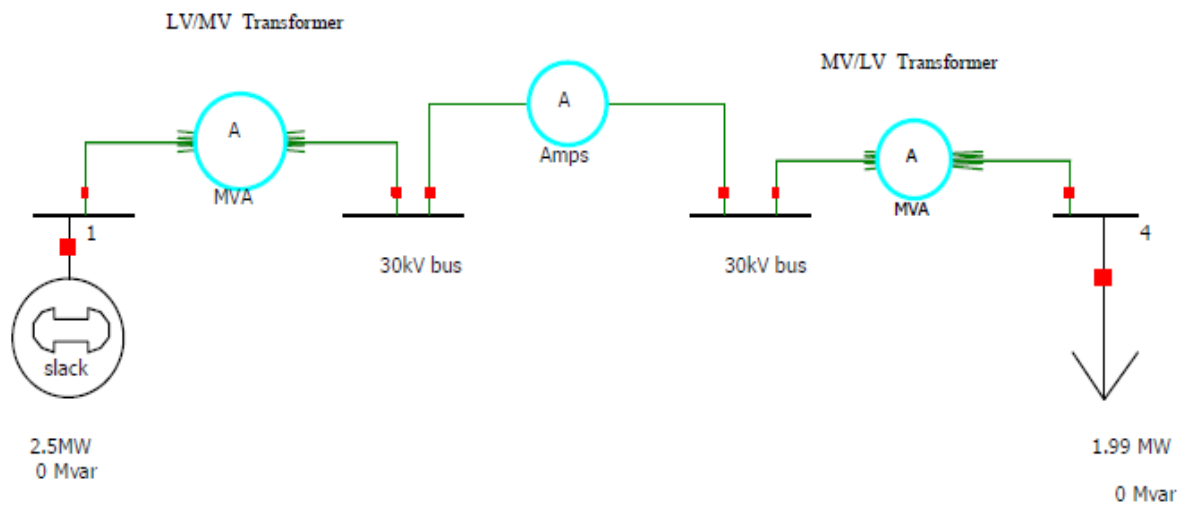 LV/MV Transformer
MV/LV Transformer
A
MVA
A
Amps
A
MVA
1
30kV bus
30kV bus
4
slack
2.5MW
0 Mvar
1.99 MW
0 Mvar